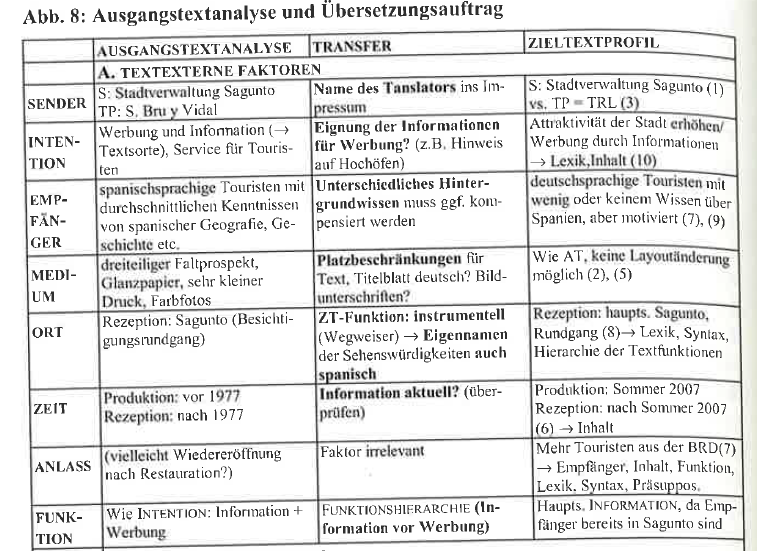 Abb. 8: Ausgangstextanalyse und Übersetzungsauftrag
AUSGANGSTEXTANALYSE TRANSFER ZIELTEXTPROFIL
A. TEXTEXTERNE FAKTOREN
SENDER
S: Stadtverwaltung Sagunto
TP: S. Bru y Vidal
Name des Tanslators ins Im-
pressum
S: Stadtverwaltung Sagunto (1)
vs. TP = TRL (3)
INTEN-
TION
Werbung und Information (→
Textsorte), Service für Touris-
ten
Eignung der Informationen
für Werbung? (z.B. Hinweis
auf Hochöfen)
Attraktivität der Stadt erhöhen/
Werbung durch Informationen
→ Lexik,Inhalt (10)
EMP-
FÄN-
GER
spanischsprachige Touristen mit
durchschnittlichen Kenntnissen
von spanischer Geografie, Ge-
schichte etc.
Unterschiedliches Hinter-
grundwissen muss ggf. kom-
pensiert werden
deutschsprachige Touristen mit
wenig oder keinem Wissen über
Spanien, aber motiviert (7), (9)
MEDI-
UM
dreiteiliger Faltprospekt,
Glanzpapier, sehr kleiner
Druck, Farbfotos
Platzbeschränkungen für
Text, Titelblatt deutsch? Bild-
unterschriften?
Wie AT, keine Layoutänderung
möglich (2), (5)
ORT
Rezeption: Sagunto (Besichti-
gungsrundgang)
ZT-Funktion: instrumentell
(Wegweiser) → Eigennamen
der Sehenswürdigkeiten auch
spanisch
Rezeption: haupts. Sagunto,
Rundgang (8)→ Lexik, Syntax,
Hierarchie der Textfunktionen
ZEIT
Produktion: vor 1977
Rezeption: nach 1977
Information aktuell? (über-
prüfen)
Produktion: Sommer 2007
Rezeption: nach Sommer 2007
(6) → Inhalt
ANLASS
(vielleicht Wiedereröffnung
nach Restauration?)
Faktor irrelevant
Mehr Touristen aus der BRD(7)
→ Empfänger, Inhalt, Funktion,
Lexik, Syntax, Präsuppos.
FUNK-
TION
Wie INTENTION: Information +
Werbung
FUNKTIONSHIERARCHIE (In-
formation vor Werbung)
Haupts. INFORMATION, da Emp-
fänger bereits in Sagunto sind